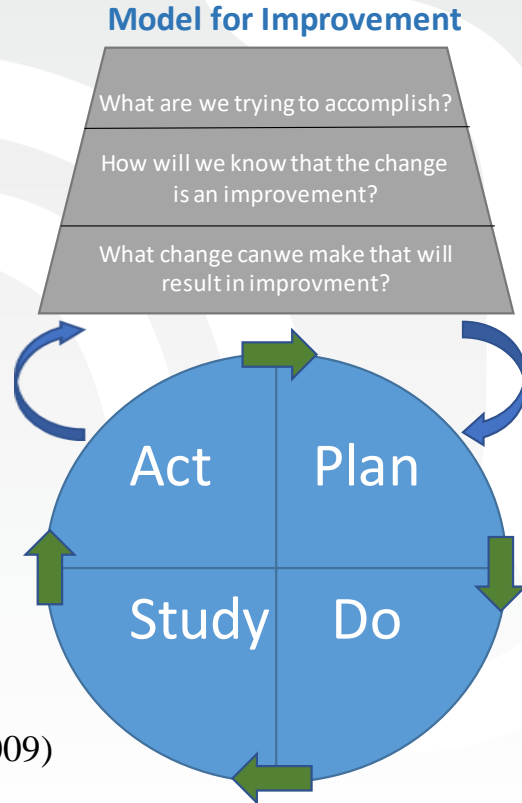 Model for Improvement
What are we trying to accomplish?
How will we know that the change
is an improvement?
What change canwe make that will
result in improvment?
Act
Plan
Study
Do
009)